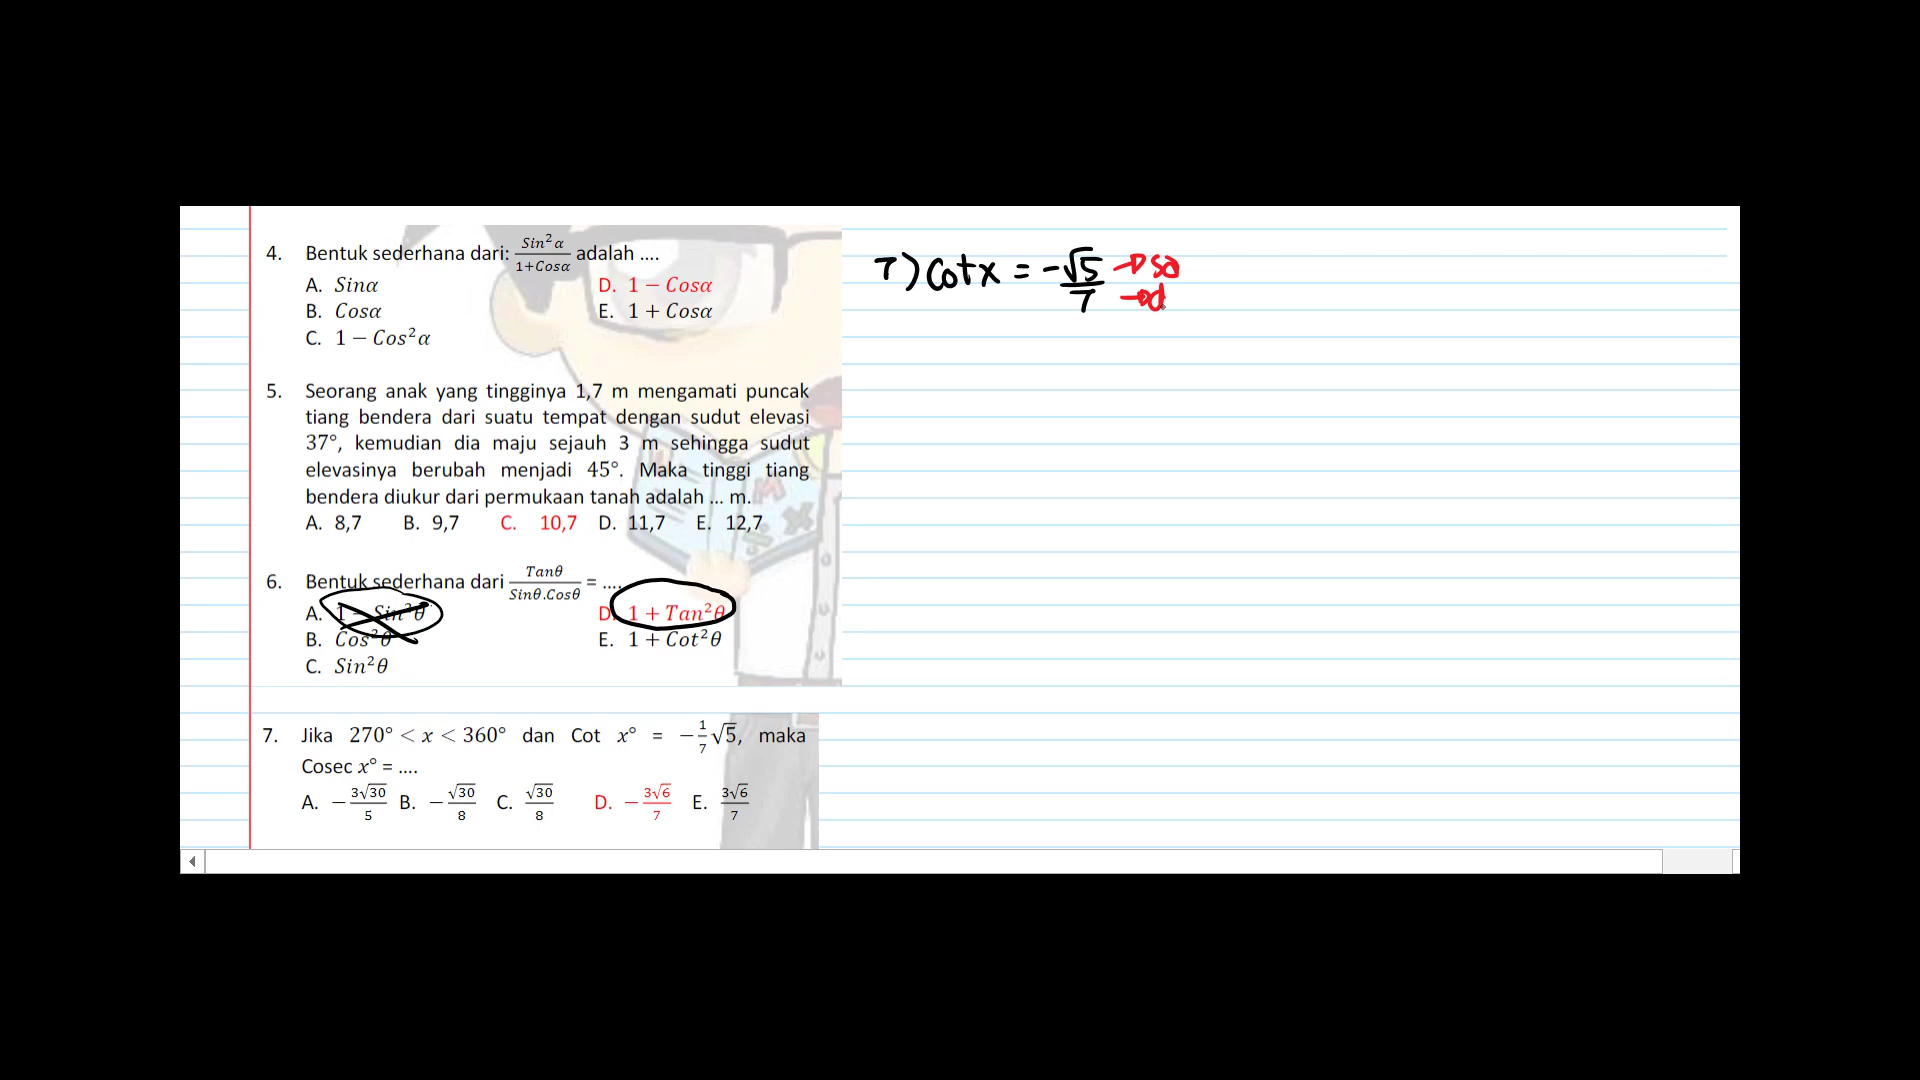 4. Bentuk sederhana dari: Sin²α/1+Cosα adalah ....
A. Sinα D. 1 − Cosα
B. Cosα E. 1 + Cosα
C. 1 − Cos²α
5. Seorang anak yang tingginya 1,7 m mengamati puncak
tiang bendera dari suatu tempat dengan sudut elevasi
37°, kemudian dia maju sejauh 3 m sehingga sudut
elevasinya berubah menjadi 45°. Maka tinggi tiang
bendera diukur dari permukaan tanah adalah ... m.
A. 8,7 B. 9,7 C. 10,7 D. 11,7 E. 12,7
6. Bentuk sederhana dari Tanθ/Sinθ.Cosθ = ....
A. 1 − Sin²θ D. 1 + Tan²θ
B. Cos²θ E. 1 + Cot²θ
C. Sin²θ
7. Jika 270° < x < 360° dan Cot x° = −1/7√5, maka
Cosec x° = ....
A. −3√30/5 B. −√30/8 C. √30/8 D. −3√6/7 E. 3√6/7
7) Cot x = -√5/7 → sa → d